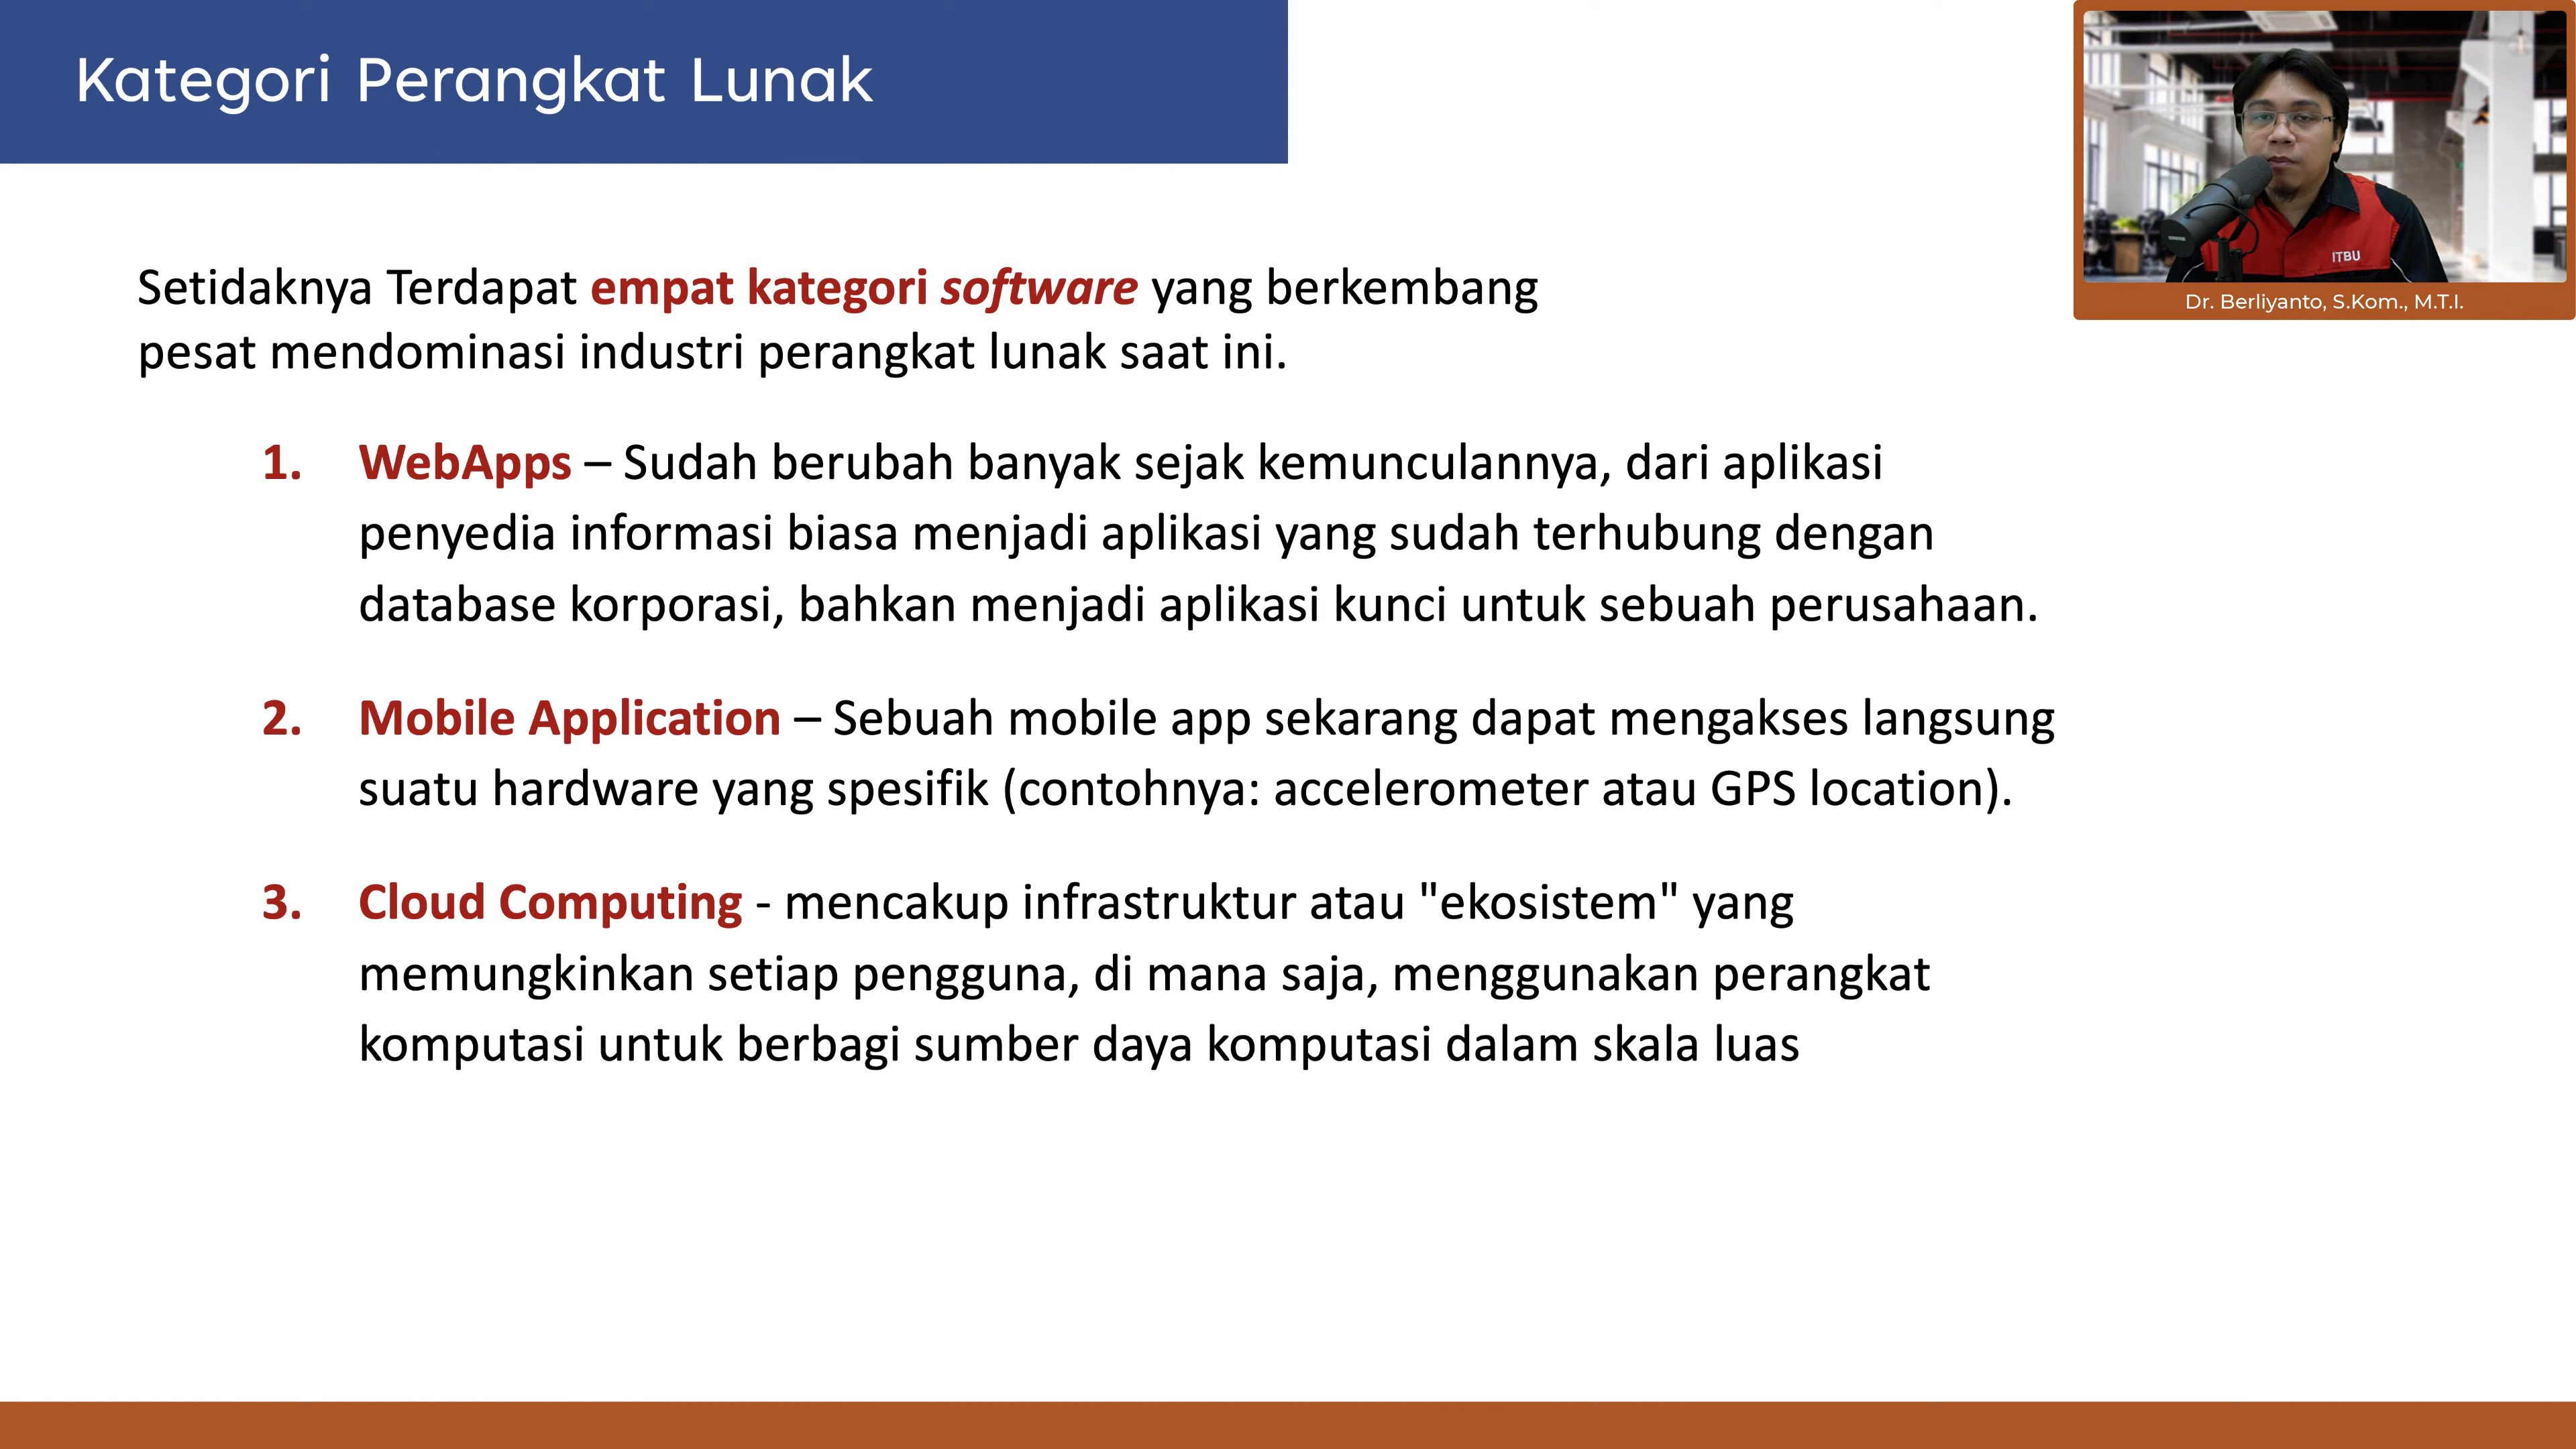 Kategori Perangkat Lunak
ITBU
Dr. Berliyanto, S.Kom., M.T.I.
Setidaknya Terdapat empat kategori software yang berkembang
pesat mendominasi industri perangkat lunak saat ini.
1. WebApps – Sudah berubah banyak sejak kemunculannya, dari aplikasi
penyedia informasi biasa menjadi aplikasi yang sudah terhubung dengan
database korporasi, bahkan menjadi aplikasi kunci untuk sebuah perusahaan.
2. Mobile Application – Sebuah mobile app sekarang dapat mengakses langsung
suatu hardware yang spesifik (contohnya: accelerometer atau GPS location).
3. Cloud Computing - mencakup infrastruktur atau "ekosistem" yang
memungkinkan setiap pengguna, di mana saja, menggunakan perangkat
komputasi untuk berbagi sumber daya komputasi dalam skala luas